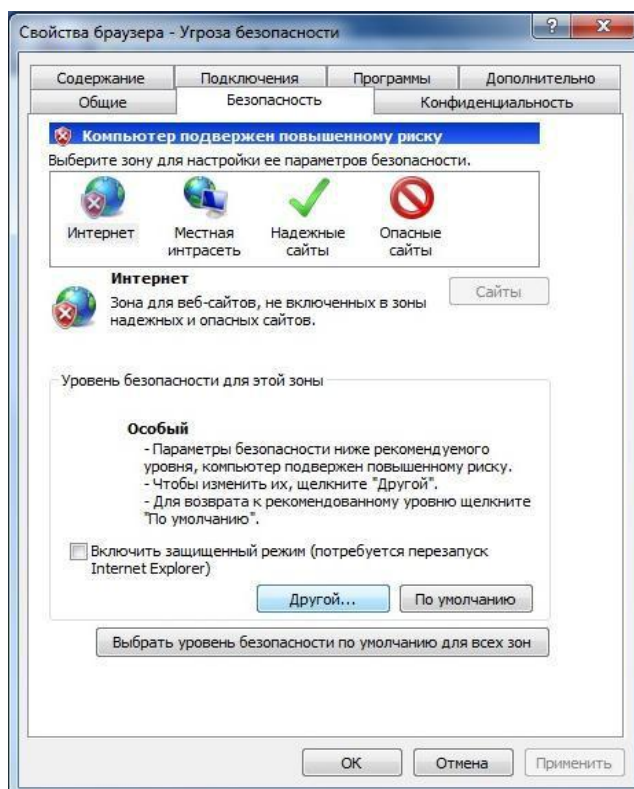 Свойства браузера - Угроза безопасности
Содержание Подключения Программы Дополнительно
Общие Безопасность Конфиденциальность
Компьютер подвержен повышенному риску
Выберите зону для настройки ее параметров безопасности.
Интернет Местная интрасеть Надежные сайты Опасные сайты
Интернет
Зона для веб-сайтов, не включенных в зоны
надежных и опасных сайтов.
Сайты
Уровень безопасности для этой зоны
Особый
- Параметры безопасности ниже рекомендуемого
уровня, компьютер подвержен повышенному риску.
- Чтобы изменить их, щелкните "Другой".
- Для возврата к рекомендованному уровню щелкните
"По умолчанию".
Включить защищенный режим (потребуется перезапуск
Internet Explorer)
Другой... По умолчанию
Выбрать уровень безопасности по умолчанию для всех зон
ОК Отмена Применить